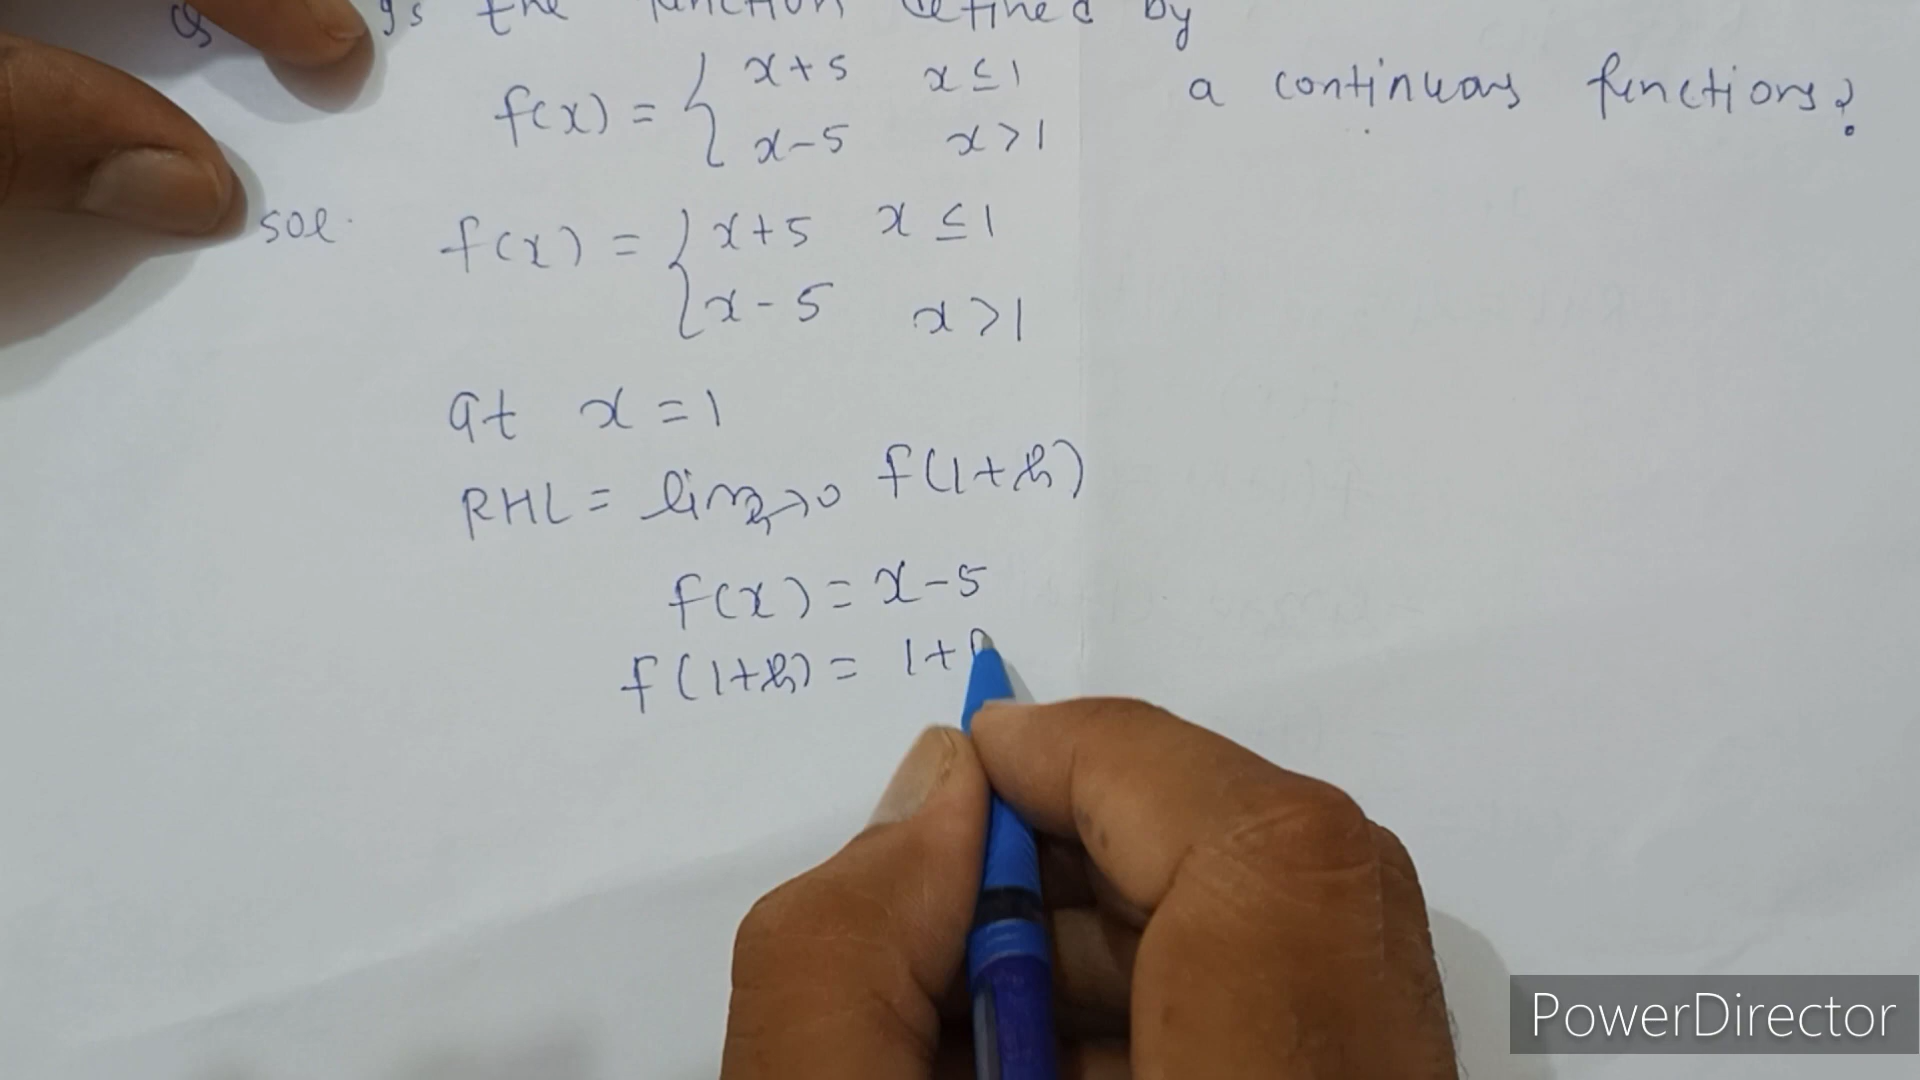 Is the function defined by
f(x) = { x+5 x ≤ 1
x-5 x > 1
a continuous functions?
sol. f(x) = { x+5 x ≤ 1
x-5 x > 1
at x = 1
RHL = lim h→0 f(1+h)
f(x) = x-5
f(1+h) = 1+
PowerDirector